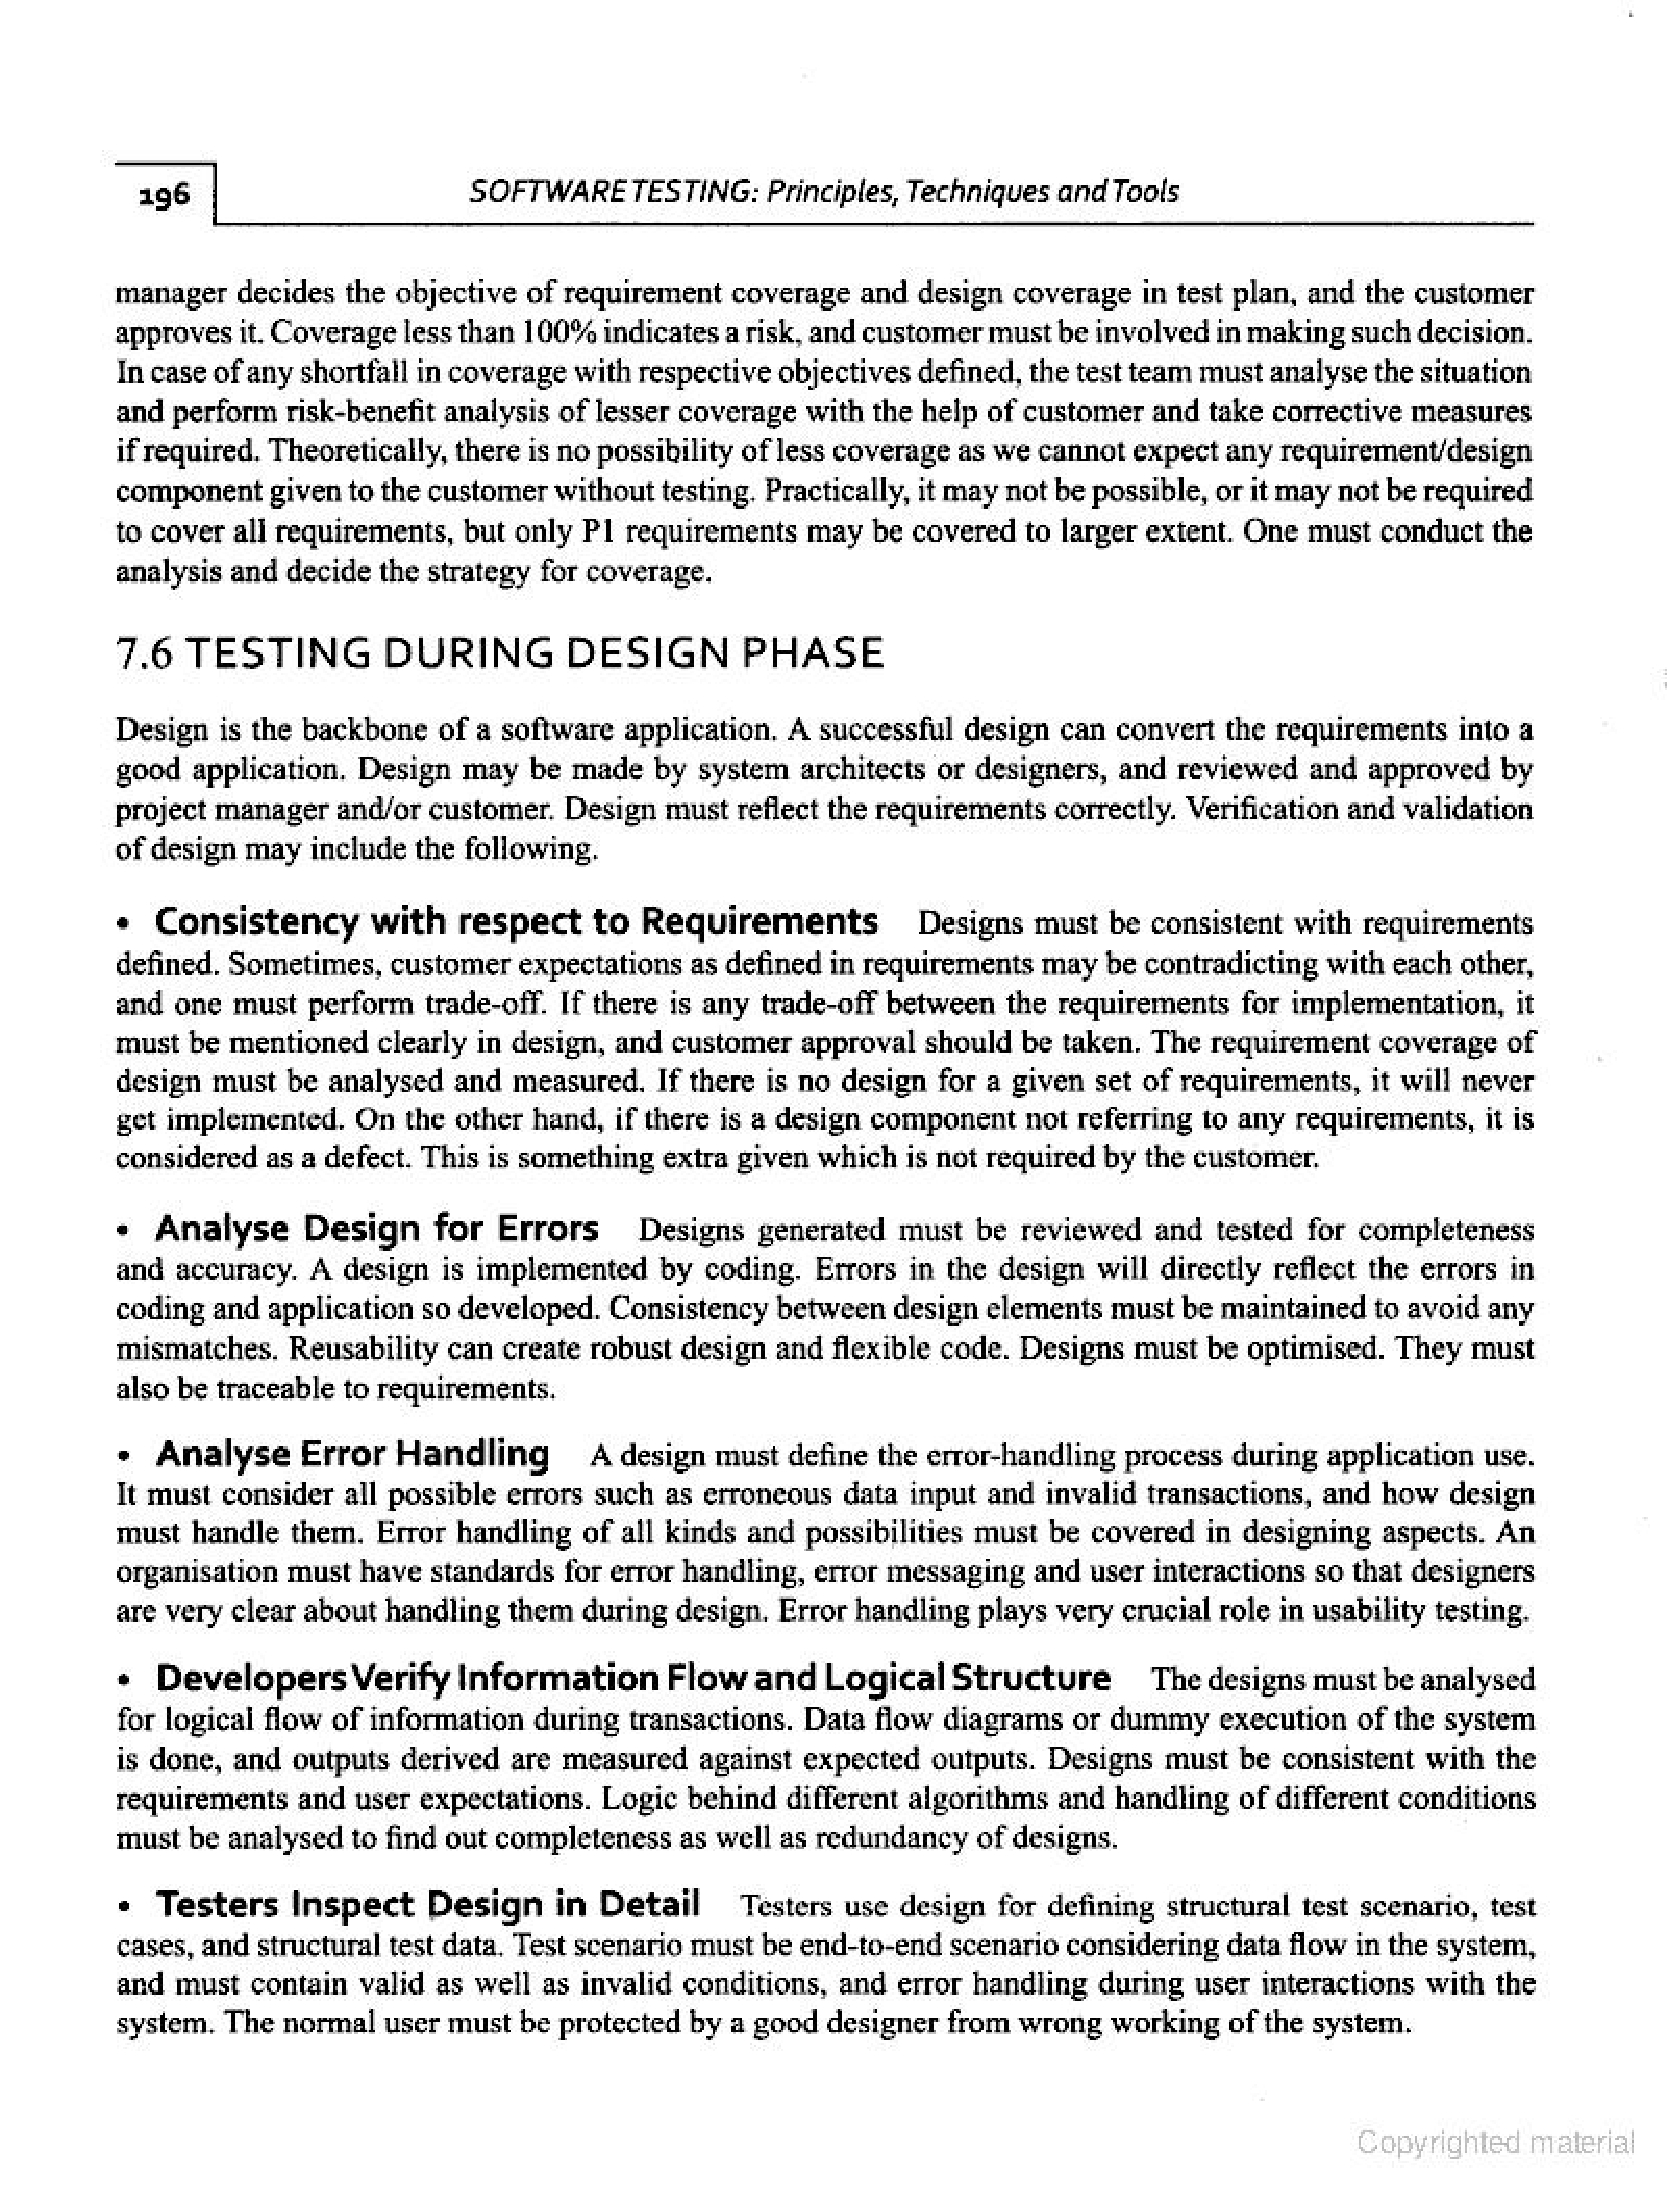 196
SOFTWARE TESTING: Principles, Techniques and Tools
manager decides the objective of requirement coverage and design coverage in test plan, and the customer
approves it. Coverage less than 100% indicates a risk, and customer must be involved in making such decision.
In case of any shortfall in coverage with respective objectives defined, the test team must analyse the situation
and perform risk-benefit analysis of lesser coverage with the help of customer and take corrective measures
if required. Theoretically, there is no possibility of less coverage as we cannot expect any requirement/design
component given to the customer without testing. Practically, it may not be possible, or it may not be required
to cover all requirements, but only P1 requirements may be covered to larger extent. One must conduct the
analysis and decide the strategy for coverage.
7.6 TESTING DURING DESIGN PHASE
Design is the backbone of a software application. A successful design can convert the requirements into a
good application. Design may be made by system architects or designers, and reviewed and approved by
project manager and/or customer. Design must reflect the requirements correctly. Verification and validation
of design may include the following.
• Consistency with respect to Requirements Designs must be consistent with requirements
defined. Sometimes, customer expectations as defined in requirements may be contradicting with each other,
and one must perform trade-off. If there is any trade-off between the requirements for implementation, it
must be mentioned clearly in design, and customer approval should be taken. The requirement coverage of
design must be analysed and measured. If there is no design for a given set of requirements, it will never
get implemented. On the other hand, if there is a design component not referring to any requirements, it is
considered as a defect. This is something extra given which is not required by the customer.
• Analyse Design for Errors Designs generated must be reviewed and tested for completeness
and accuracy. A design is implemented by coding. Errors in the design will directly reflect the errors in
coding and application so developed. Consistency between design elements must be maintained to avoid any
mismatches. Reusability can create robust design and flexible code. Designs must be optimised. They must
also be traceable to requirements.
• Analyse Error Handling A design must define the error-handling process during application use.
It must consider all possible errors such as erroneous data input and invalid transactions, and how design
must handle them. Error handling of all kinds and possibilities must be covered in designing aspects. An
organisation must have standards for error handling, error messaging and user interactions so that designers
are very clear about handling them during design. Error handling plays very crucial role in usability testing.
• Developers Verify Information Flow and Logical Structure The designs must be analysed
for logical flow of information during transactions. Data flow diagrams or dummy execution of the system
is done, and outputs derived are measured against expected outputs. Designs must be consistent with the
requirements and user expectations. Logic behind different algorithms and handling of different conditions
must be analysed to find out completeness as well as redundancy of designs.
• Testers Inspect Design in Detail Testers use design for defining structural test scenario, test
cases, and structural test data. Test scenario must be end-to-end scenario considering data flow in the system,
and must contain valid as well as invalid conditions, and error handling during user interactions with the
system. The normal user must be protected by a good designer from wrong working of the system.
Copyrighted material